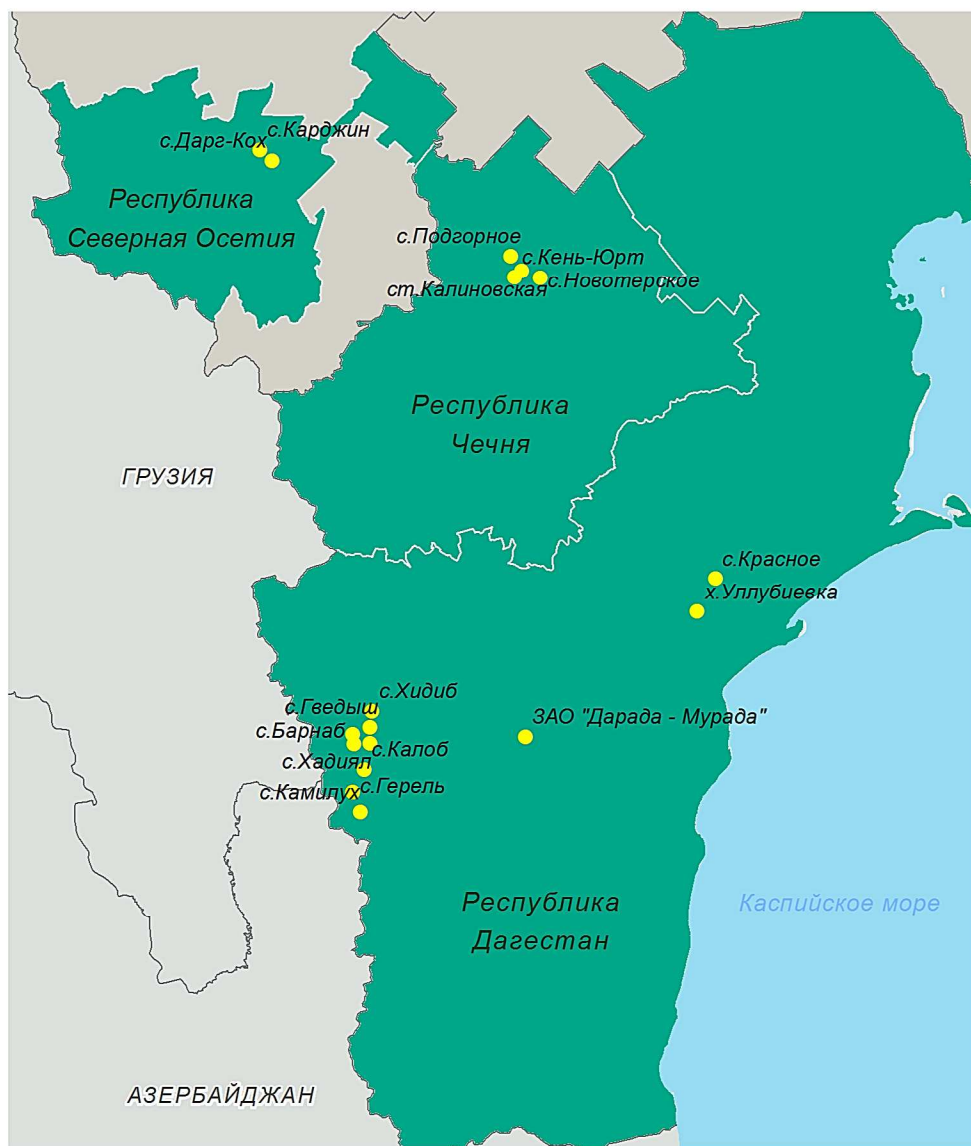 с.Карджин
с.Дарг-Кох
Республика
Северная Осетия
с.Подгорное
с.Кень-Юрт
с.Новотерское
ст.Калиновская
Республика
Чечня
ГРУЗИЯ
с.Красное
х.Уллубиевка
с.Хидиб
с.Гведыш
ЗАО "Дарада - Мурада"
с.Барнаб
с.Калоб
с.Хадиял
с.Герель
с.Камилух
Республика
Дагестан
Каспийское море
АЗЕРБАЙДЖАН